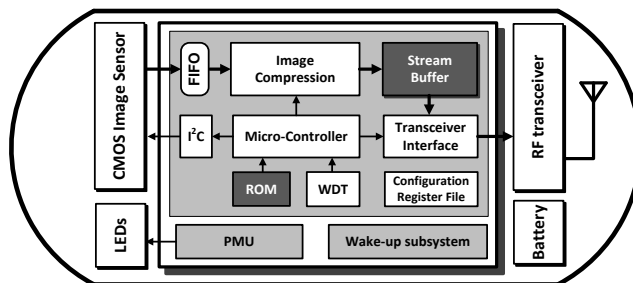 CMOS Image Sensor
FIFO
Image
Compression
Stream
Buffer
I²C
Micro-Controller
Transceiver
Interface
ROM
WDT
Configuration
Register File
RF transceiver
LEDs
PMU
Wake-up subsystem
Battery